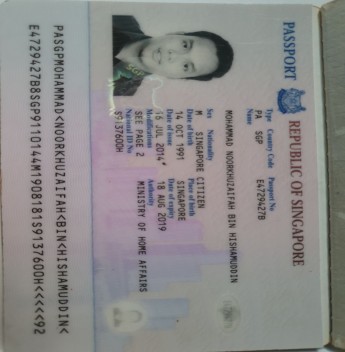 REPUBLIC OF SINGAPORE
PASSPORT
Type Country Code Passport No
PA SGP E4729427B
Name
MOHAMMAD NOORKHUZAIFAH BIN HISHAMUDDIN
Sex Nationality
M SINGAPORE CITIZEN
Date of birth Place of birth
14 OCT 1991 SINGAPORE
Date of issue Date of expiry
16 JUL 2014* 18 AUG 2019
Modifications Authority
SEE PAGE 2 MINISTRY OF HOME AFFAIRS
National ID No
S9137600H
PASGPMOHAMMAD<NOORKHUZAIFAH<BIN<HISHAMUDDIN<
E4729427B8SGP9110144M1908181S9137600H<<<<<92